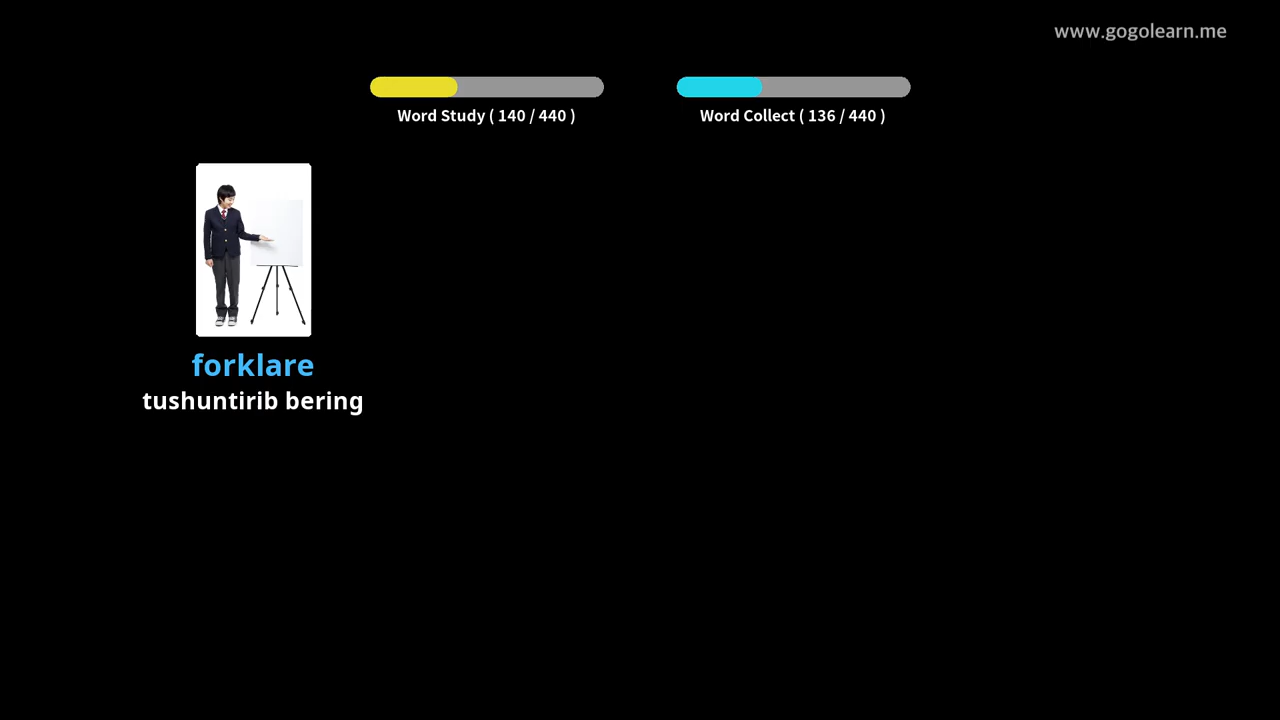 www.gogolearn.me
Word Study ( 140 / 440 )
Word Collect ( 136 / 440 )
forklare
tushuntirib bering